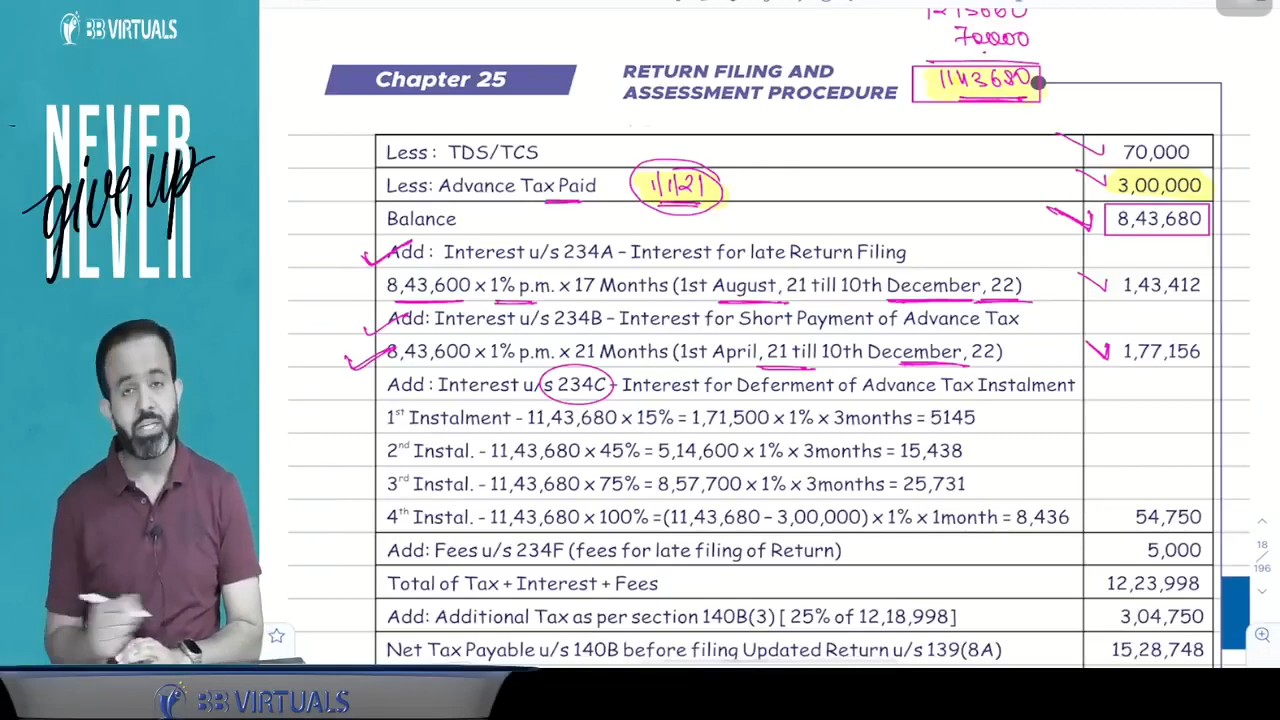 BB VIRTUALS
NEVER
give up
NEVER
1213680
70,000
1143680
Chapter 25
RETURN FILING AND
ASSESSMENT PROCEDURE
Less : TDS/TCS 70,000
Less: Advance Tax Paid 1/1/21 3,00,000
Balance 8,43,680
Add : Interest u/s 234A – Interest for late Return Filing
8,43,600 x 1% p.m. x 17 Months (1st August, 21 till 10th December, 22) 1,43,412
Add: Interest u/s 234B – Interest for Short Payment of Advance Tax
8,43,600 x 1% p.m. x 21 Months (1st April, 21 till 10th December, 22) 1,77,156
Add : Interest u/s 234C – Interest for Deferment of Advance Tax Instalment
1st Instalment - 11,43,680 x 15% = 1,71,500 x 1% x 3months = 5145
2nd Instal. - 11,43,680 x 45% = 5,14,600 x 1% x 3months = 15,438
3rd Instal. - 11,43,680 x 75% = 8,57,700 x 1% x 3months = 25,731
4th Instal. - 11,43,680 x 100% =(11,43,680 – 3,00,000) x 1% x 1month = 8,436 54,750
Add: Fees u/s 234F (fees for late filing of Return) 5,000
Total of Tax + Interest + Fees 12,23,998
Add: Additional Tax as per section 140B(3) [ 25% of 12,18,998] 3,04,750
Net Tax Payable u/s 140B before filing Updated Return u/s 139(8A) 15,28,748
18
196
BB VIRTUALS